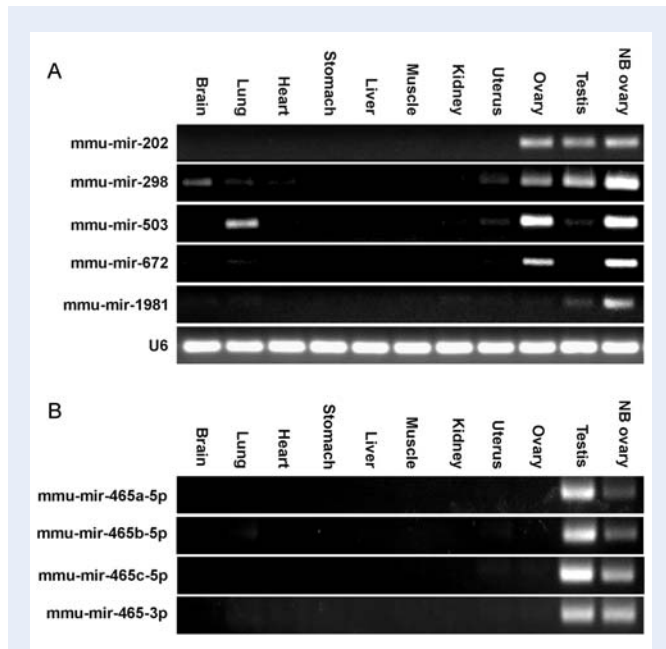 A
Brain Lung Heart Stomach Liver Muscle Kidney Uterus Ovary Testis NB ovary
mmu-mir-202
mmu-mir-298
mmu-mir-503
mmu-mir-672
mmu-mir-1981
U6
B
Brain Lung Heart Stomach Liver Muscle Kidney Uterus Ovary Testis NB ovary
mmu-mir-465a-5p
mmu-mir-465b-5p
mmu-mir-465c-5p
mmu-mir-465-3p